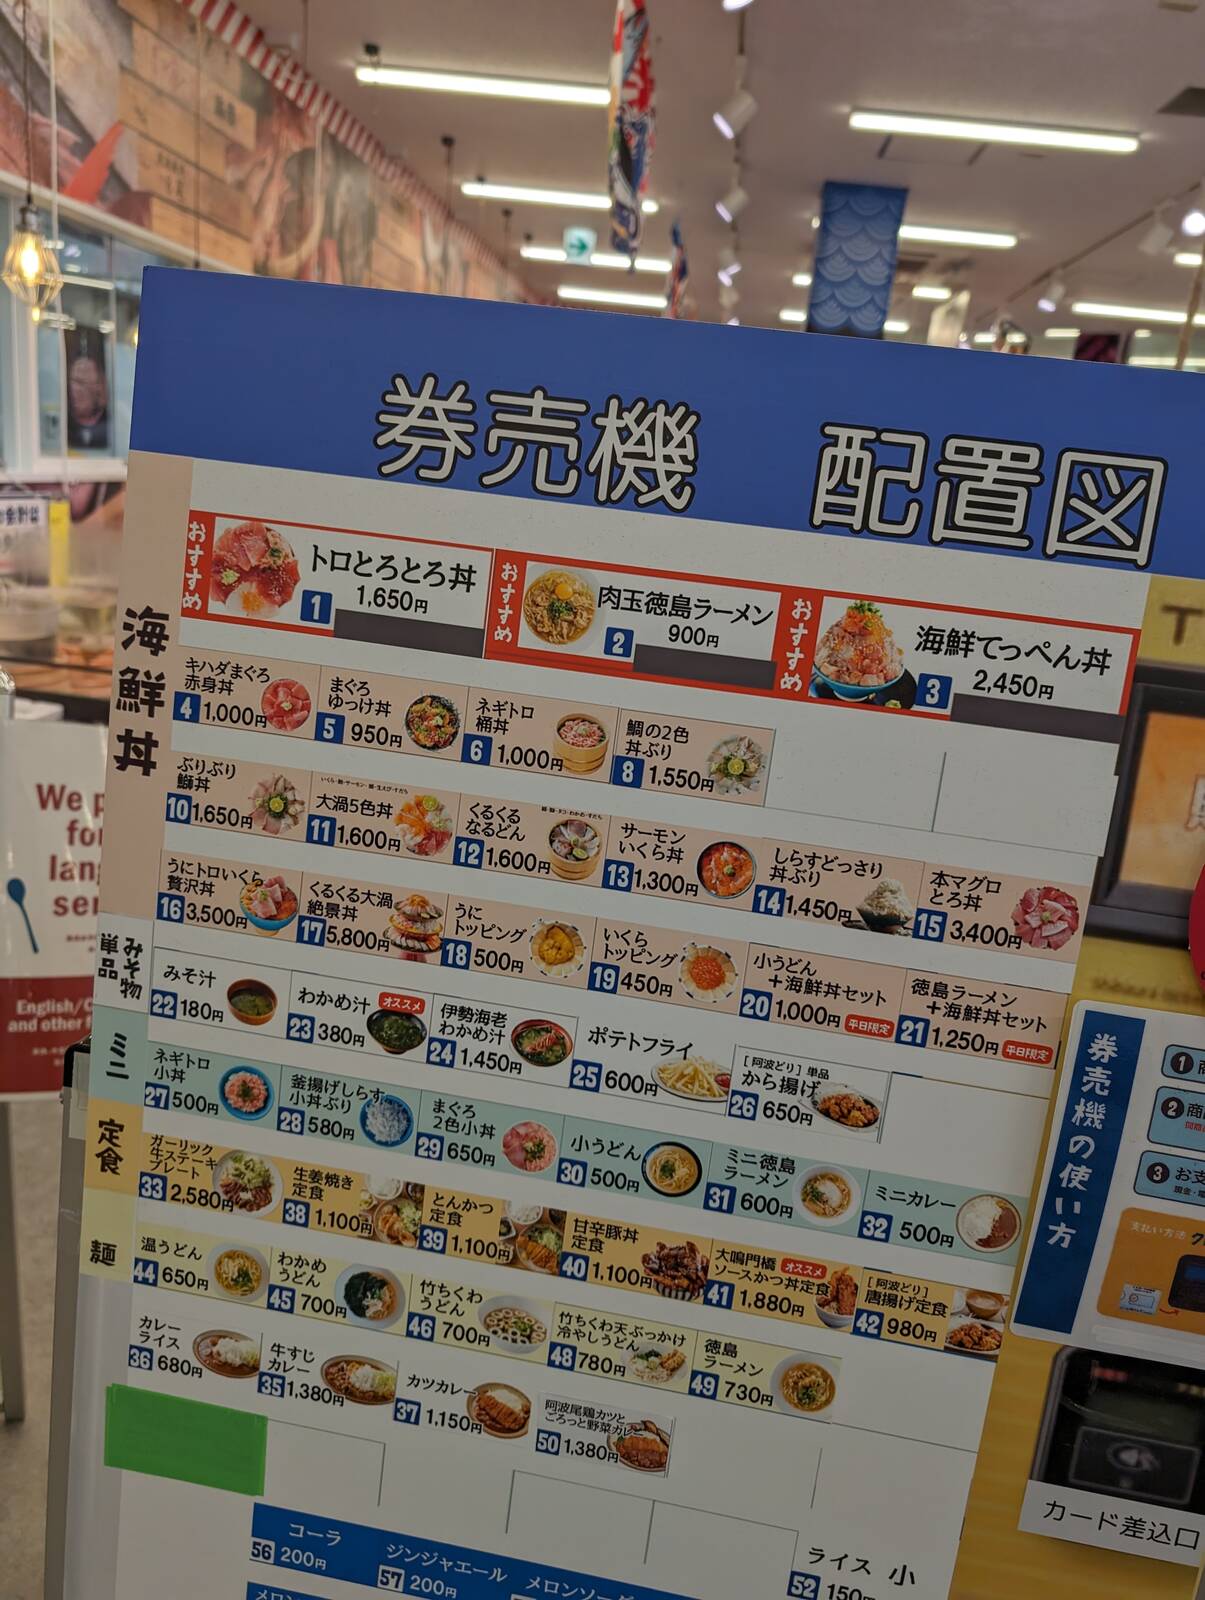 券売機 配置図
海鮮丼
おすすめ
トロとろとろ丼
1 1,650円
おすすめ
肉玉徳島ラーメン
2 900円
おすすめ
海鮮てっぺん丼
3 2,450円
キハダまぐろ
赤身丼
4 1,000円
まぐろ
ゆっけ丼
5 950円
ネギトロ
桶丼
6 1,000円
鯛の2色
丼ぶり
8 1,550円
ぶりぶり
鰤丼
10 1,650円
大渦5色丼
11 1,600円
くるくる
なるどん
12 1,600円
サーモン
いくら丼
13 1,300円
しらすどっさり
丼ぶり
14 1,450円
本マグロ
とろ丼
15 3,400円
うにトロいくら
贅沢丼
16 3,500円
くるくる大渦
絶景丼
17 5,800円
うに
トッピング
18 500円
いくら
トッピング
19 450円
小うどん
+海鮮丼セット
20 1,000円 平日限定
徳島ラーメン
+海鮮丼セット
21 1,250円 平日限定
みそ汁
単品
みそ汁
22 180円
わかめ汁 オススメ
23 380円
伊勢海老
わかめ汁
24 1,450円
ポテトフライ
25 600円
[阿波どり]単品
から揚げ
26 650円
ミニ
ネギトロ
小丼
27 500円
釜揚げしらす
小丼ぶり
28 580円
まぐろ
2色小丼
29 650円
小うどん
30 500円
ミニ徳島
ラーメン
31 600円
ミニカレー
32 500円
定食
ガーリック
牛ステーキ
プレート
33 2,580円
生姜焼き
定食
38 1,100円
とんかつ
定食
39 1,100円
甘辛豚丼
定食
40 1,100円
大鳴門橋 オススメ
ソースかつ丼定食
41 1,880円
[阿波どり]
唐揚げ定食
42 980円
麺
温うどん
44 650円
わかめ
うどん
45 700円
竹ちくわ
うどん
46 700円
竹ちくわ天ぶっかけ
冷やしうどん
48 780円
徳島
ラーメン
49 730円
カレー
ライス
36 680円
牛すじ
カレー
35 1,380円
カツカレー
37 1,150円
阿波尾鶏カツと
ごろっと野菜カレー
50 1,380円
コーラ
56 200円
ジンジャエール
57 200円
ライス 小
52 150円
券売機の使い方
1
2
3 お支
支払い方法
カード差込口
We
for
English/
and other